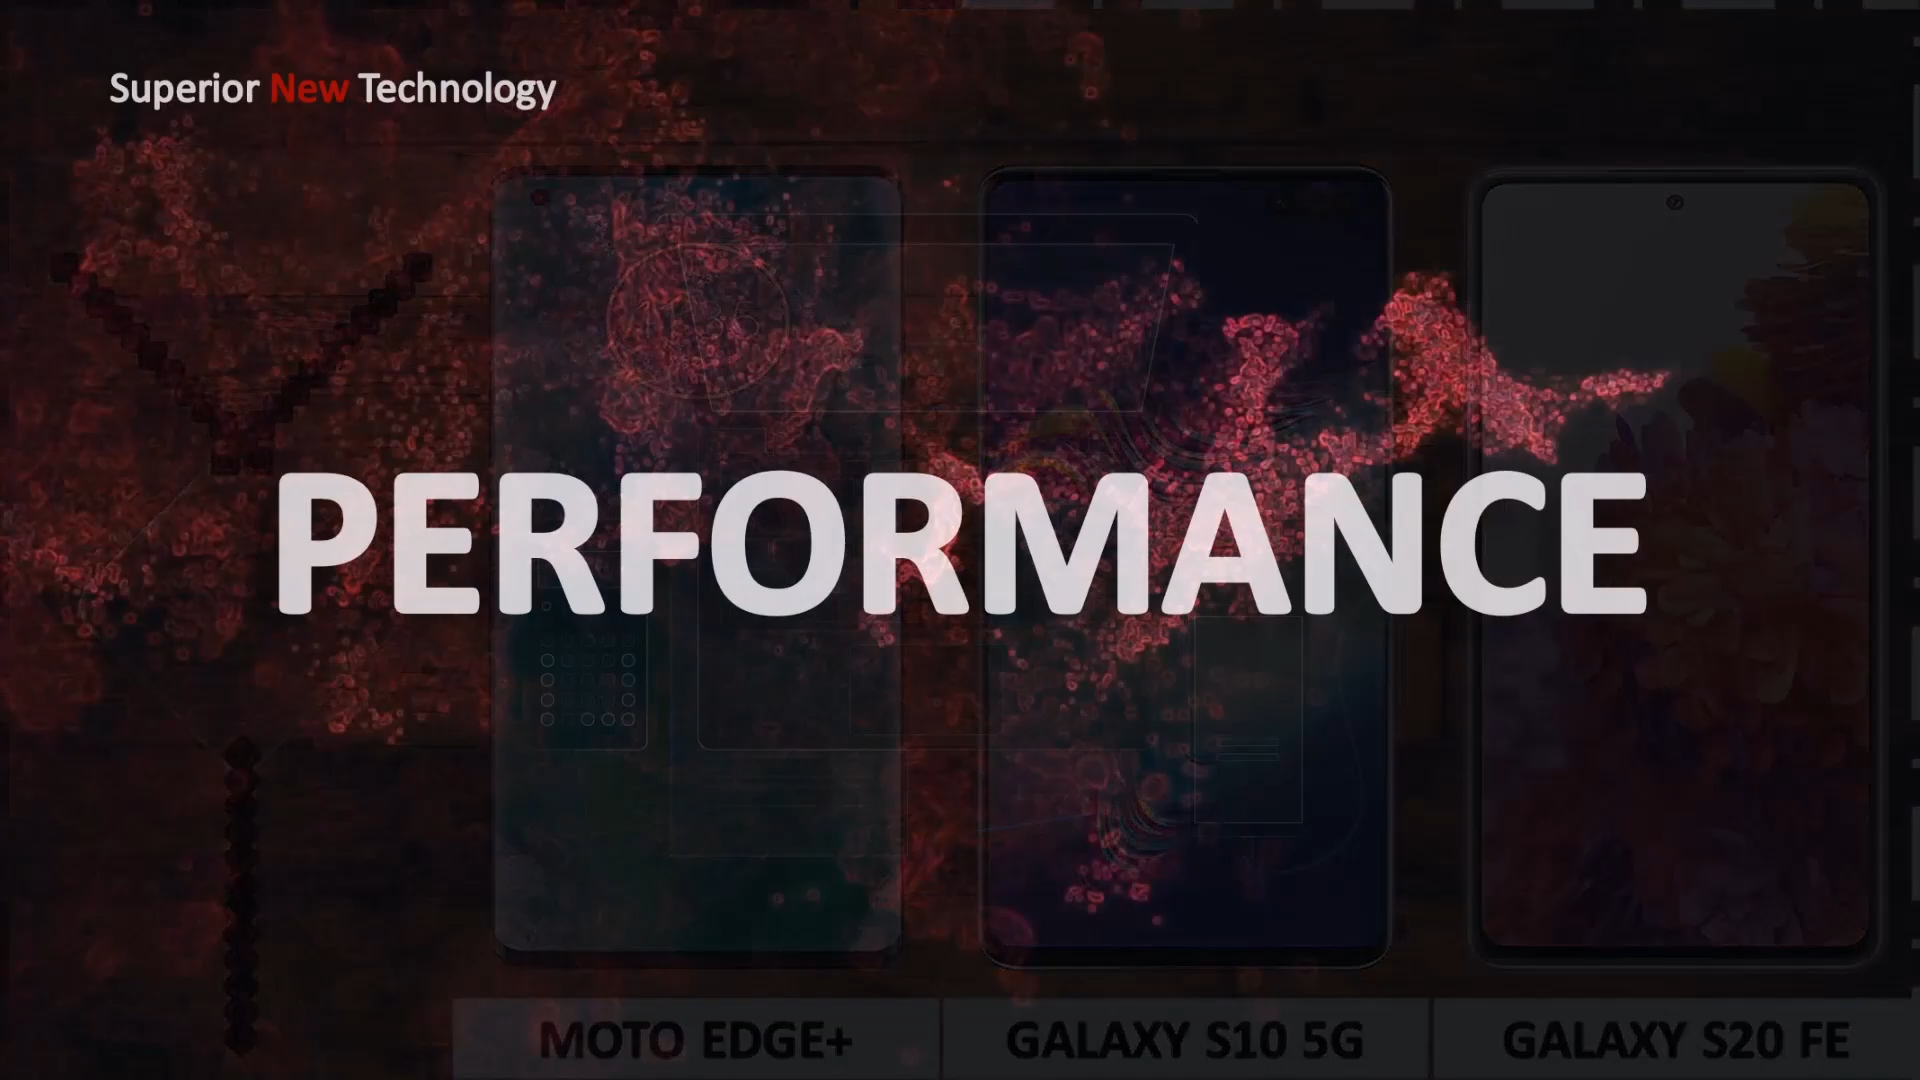 Superior New Technology
PERFORMANCE
MOTO EDGE+
GALAXY S10 5G
GALAXY S20 FE